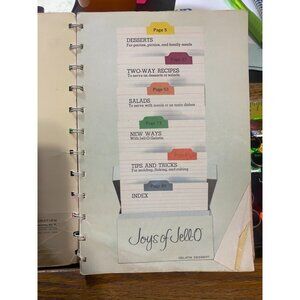 Page 5
DESSERTS
For parties, picnics, and family meals
TWO-WAY RECIPES
To serve as desserts or salads
SALADS
To serve with meals or as main dishes
Page 73
NEW WAYS
With Jell-O Gelatin
TIPS AND TRICKS
For molding, flaking, and cubing
INDEX
Joys of Jell-O
GELATIN DESSERT